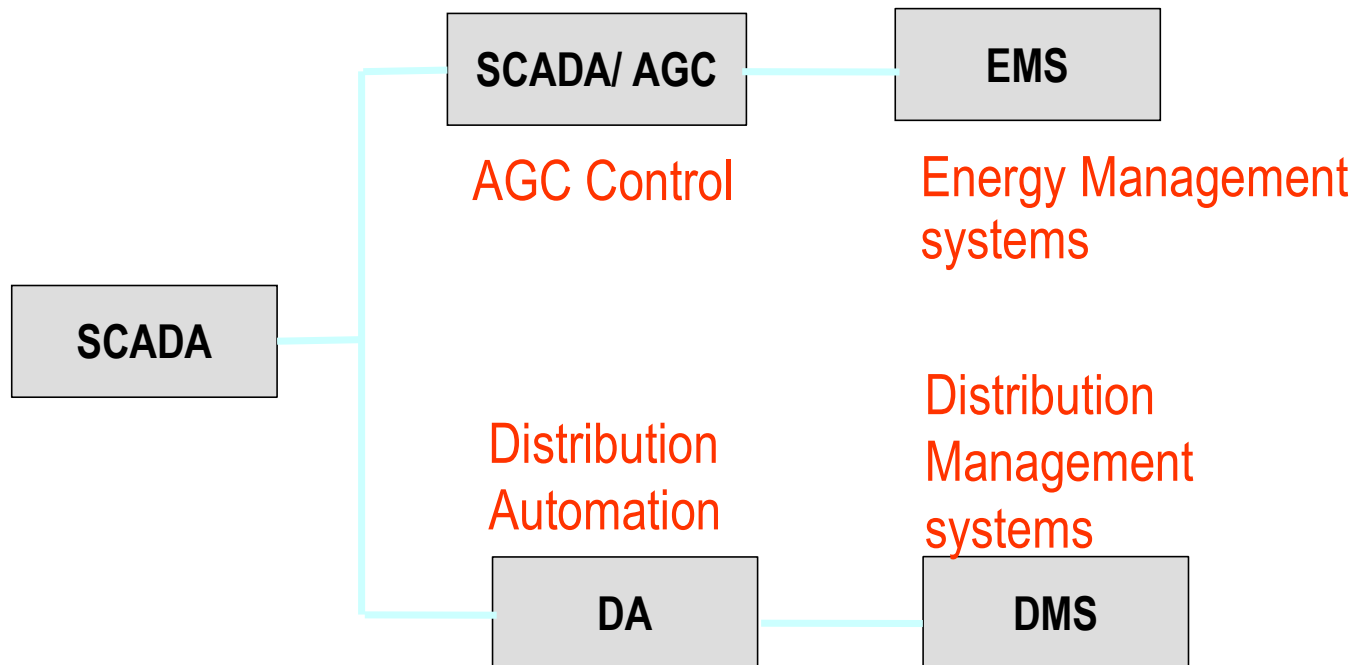 SCADA/ AGC
EMS
AGC Control
Energy Management
systems
SCADA
Distribution
Automation
Distribution
Management
systems
DA
DMS